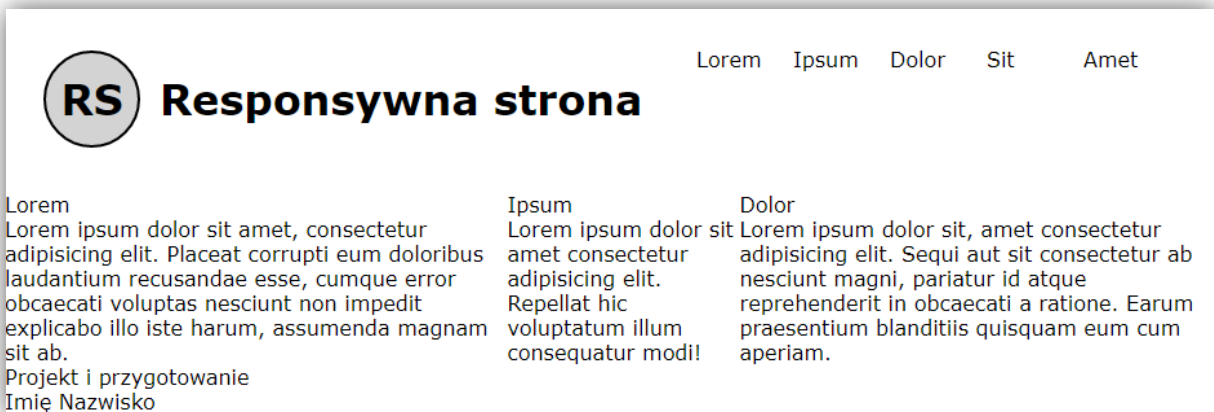 RS Responsywna strona
Lorem Ipsum Dolor Sit Amet
Lorem
Lorem ipsum dolor sit amet, consectetur
adipisicing elit. Placeat corrupti eum doloribus
laudantium recusandae esse, cumque error
obcaecati voluptas nesciunt non impedit
explicabo illo iste harum, assumenda magnam
sit ab.
Ipsum
Lorem ipsum dolor sit
amet consectetur
adipisicing elit.
Repellat hic
voluptatum illum
consequatur modi!
Dolor
Lorem ipsum dolor sit, amet consectetur
adipisicing elit. Sequi aut sit consectetur ab
nesciunt magni, pariatur id atque
reprehenderit in obcaecati a ratione. Earum
praesentium blanditiis quisquam eum cum
aperiam.
Projekt i przygotowanie
Imię Nazwisko